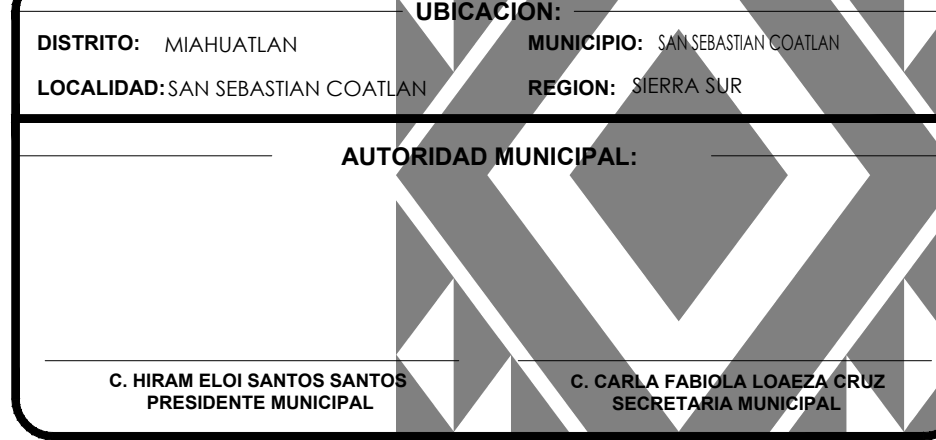 UBICACIÓN:
DISTRITO: MIAHUATLAN MUNICIPIO: SAN SEBASTIAN COATLAN
LOCALIDAD: SAN SEBASTIAN COATLAN REGION: SIERRA SUR
AUTORIDAD MUNICIPAL:
C. HIRAM ELOI SANTOS SANTOS C. CARLA FABIOLA LOAEZA CRUZ
PRESIDENTE MUNICIPAL SECRETARIA MUNICIPAL